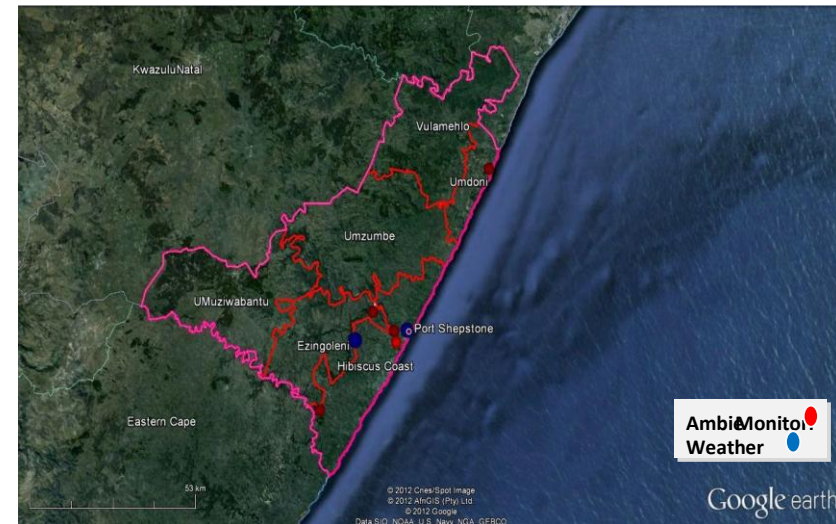 KwazuluNatal
Vulamehlo
Umdoni
Umzumbe
UMuziwabantu
Port Shepstone
Ezingoleni
Hibiscus Coast
Eastern Cape
AmbieMonitor
Weather
53 km
© 2012 Cnes/Spot Image
© 2012 AfriGIS (Pty) Ltd
© 2012 Google
Data SIO, NOAA, U.S. Navy, NGA, GEBCO
Google earth